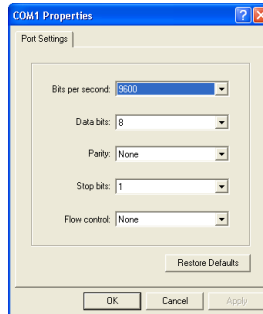 COM1 Properties
Port Settings
Bits per second: 9600
Data bits: 8
Parity: None
Stop bits: 1
Flow control: None
Restore Defaults
OK Cancel Apply